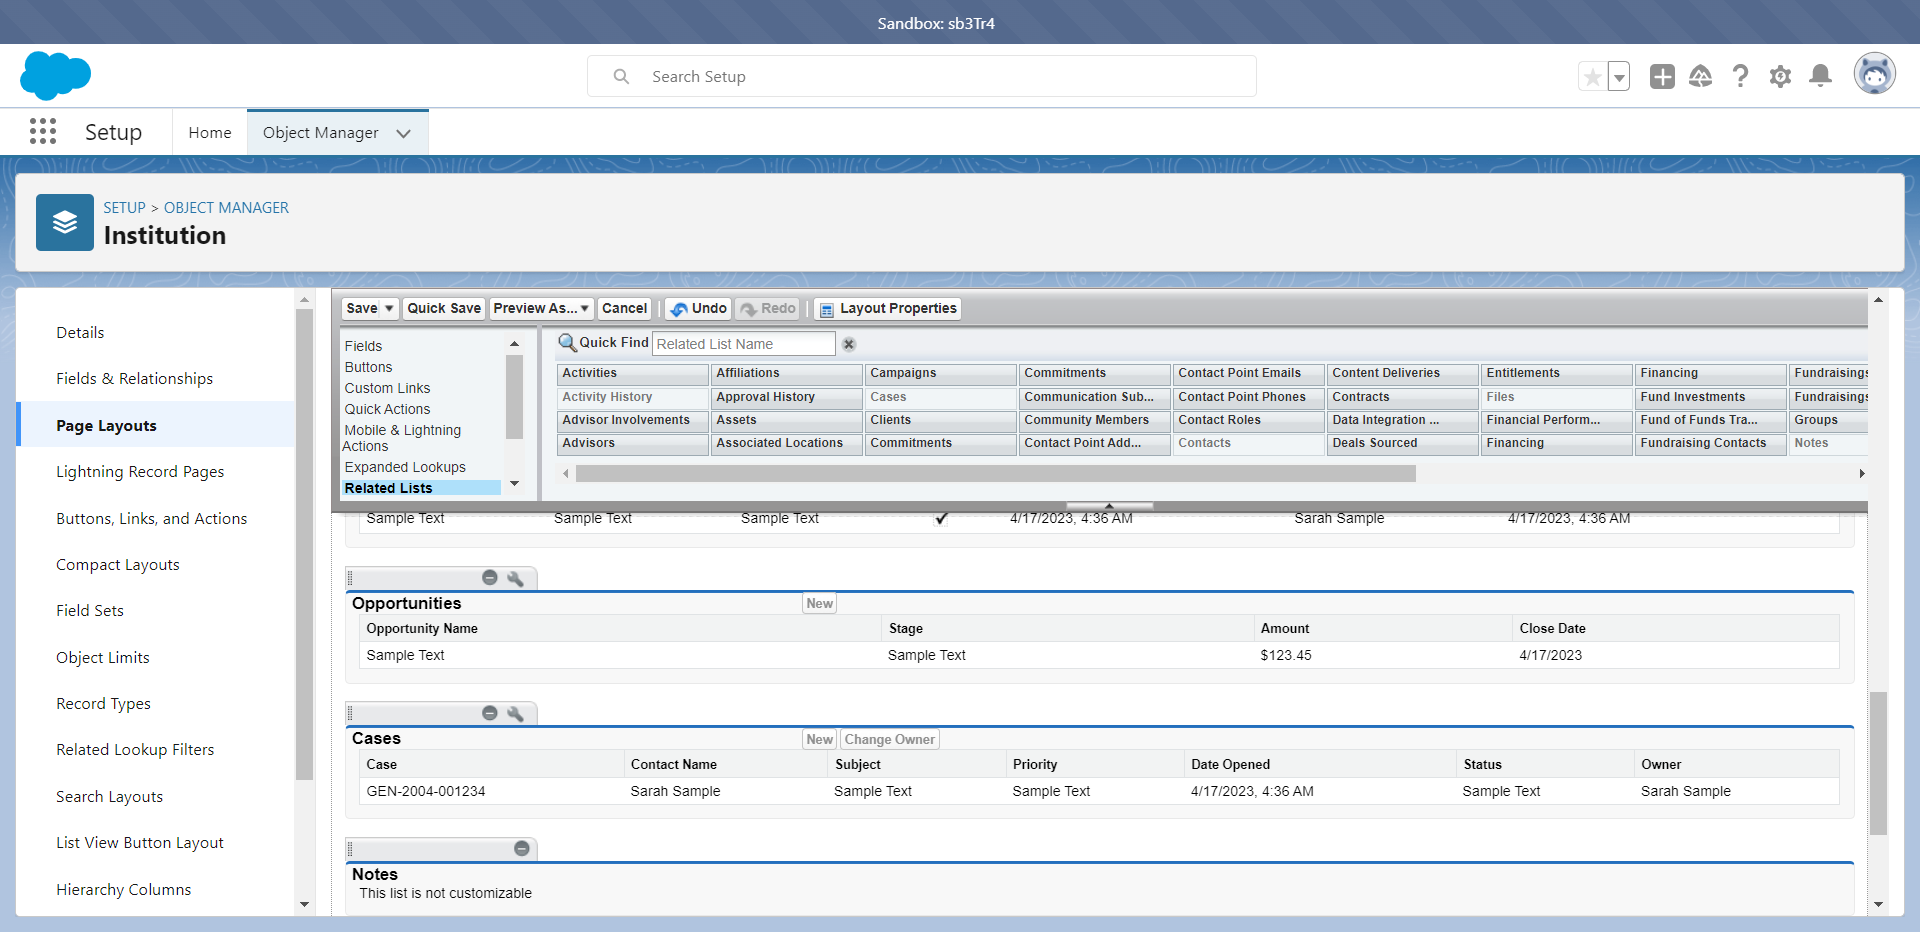 Sandbox: sb3Tr4
Search Setup
Setup
Home
Object Manager
SETUP > OBJECT MANAGER
Institution
Details
Fields & Relationships
Page Layouts
Lightning Record Pages
Buttons, Links, and Actions
Compact Layouts
Field Sets
Object Limits
Record Types
Related Lookup Filters
Search Layouts
List View Button Layout
Hierarchy Columns
Save Quick Save Preview As... Cancel Undo Redo Layout Properties
Fields
Buttons
Custom Links
Quick Actions
Mobile & Lightning
Actions
Expanded Lookups
Related Lists
Quick Find Related List Name
Activities Affiliations Campaigns Commitments Contact Point Emails Content Deliveries Entitlements Financing Fundraisings
Activity History Approval History Cases Communication Sub... Contact Point Phones Contracts Files Fund Investments Fundraisings
Advisor Involvements Assets Clients Community Members Contact Roles Data Integration ... Financial Perform... Fund of Funds Tra... Groups
Advisors Associated Locations Commitments Contact Point Add... Contacts Deals Sourced Financing Fundraising Contacts Notes
Sample Text Sample Text Sample Text 4/17/2023, 4:36 AM Sarah Sample 4/17/2023, 4:36 AM
Opportunities New
Opportunity Name Stage Amount Close Date
Sample Text Sample Text $123.45 4/17/2023
Cases New Change Owner
Case Contact Name Subject Priority Date Opened Status Owner
GEN-2004-001234 Sarah Sample Sample Text Sample Text 4/17/2023, 4:36 AM Sample Text Sarah Sample
Notes
This list is not customizable